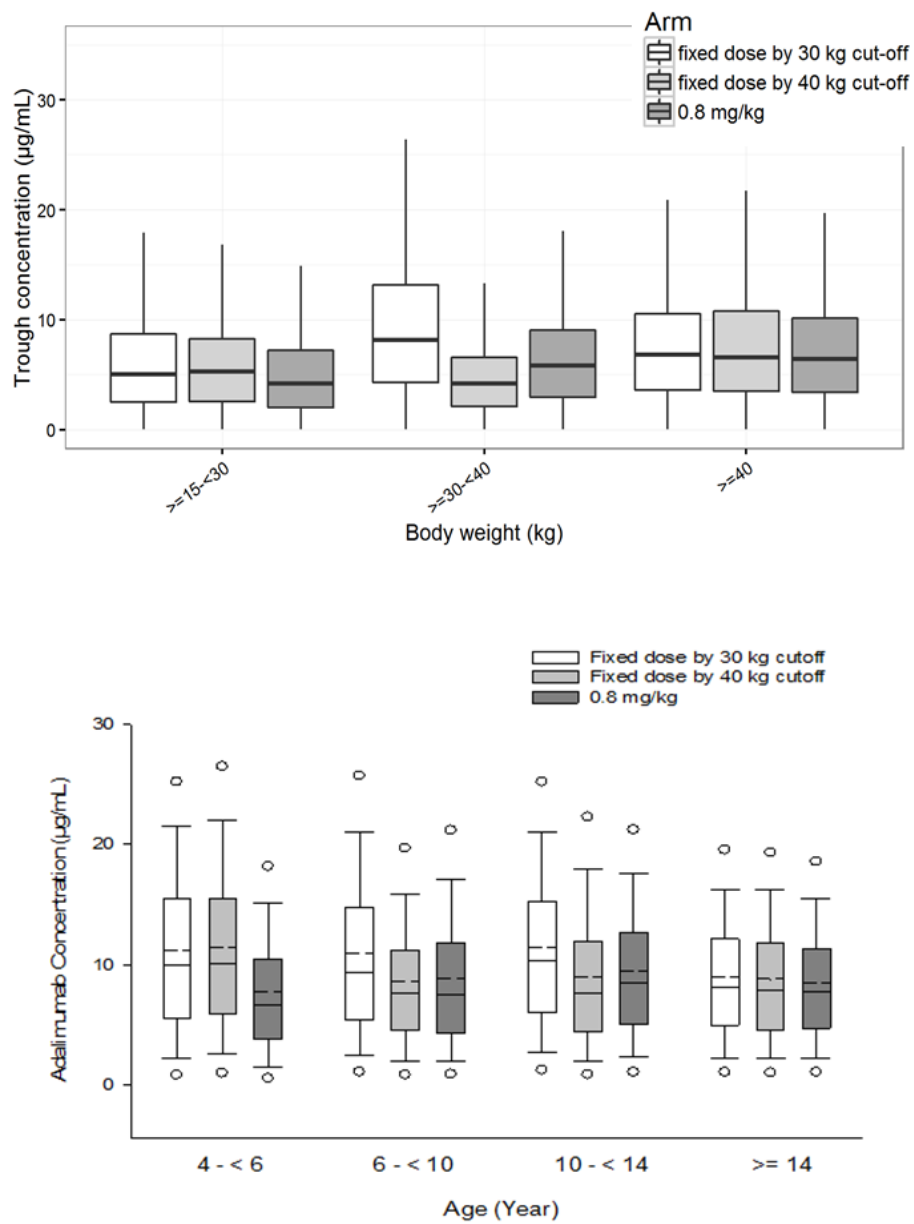 Arm
fixed dose by 30 kg cut-off
fixed dose by 40 kg cut-off
0.8 mg/kg
Trough concentration (µg/mL)
30
20
10
0
>=15-<30
>=30-<40
>=40
Body weight (kg)
Fixed dose by 30 kg cutoff
Fixed dose by 40 kg cutoff
0.8 mg/kg
Adalimumab Concentration (µg/mL)
30
20
10
0
4 - < 6
6 - < 10
10 - < 14
>= 14
Age (Year)